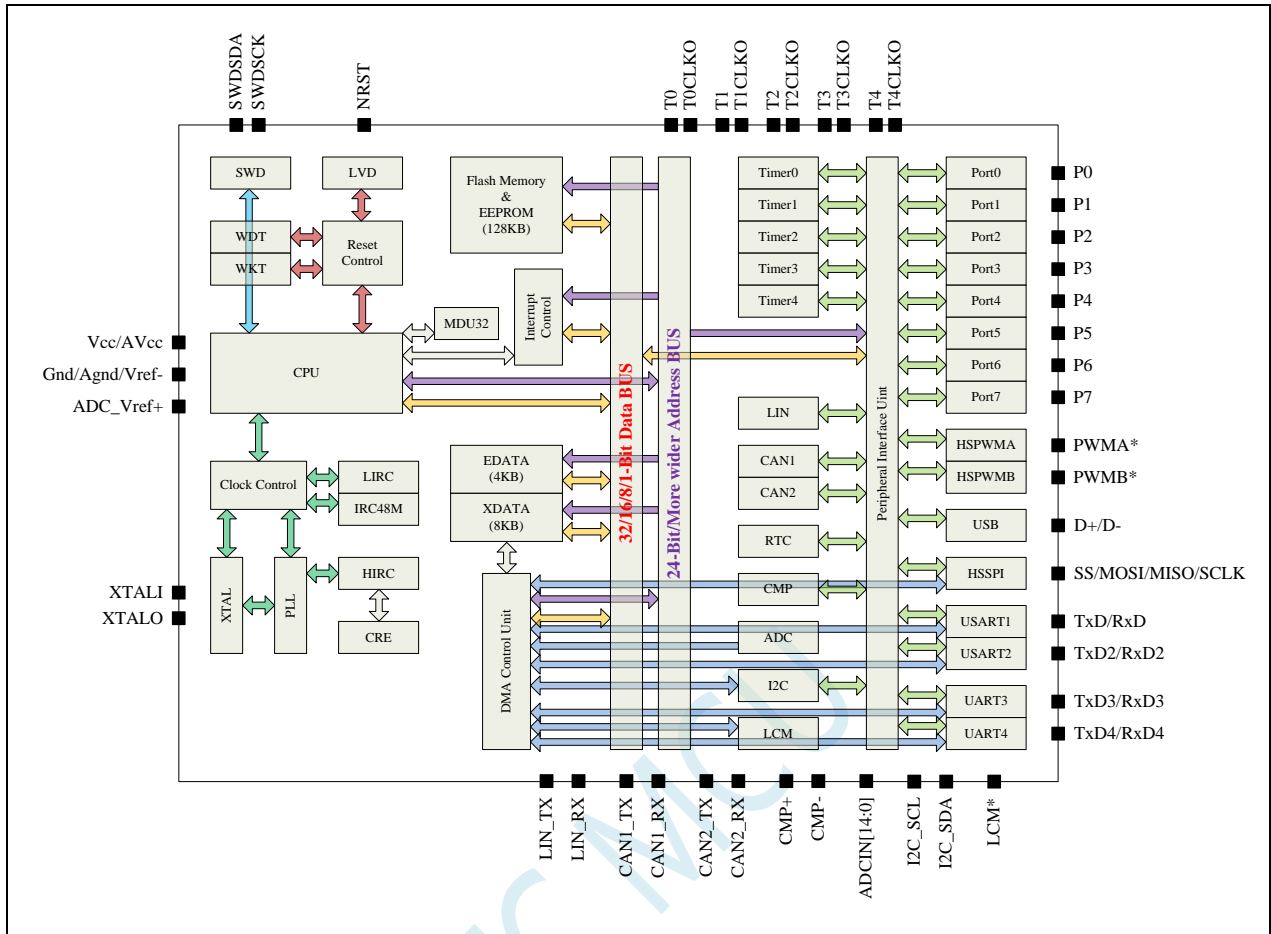 SWDSDA
SWDSCK
NRST
T0
T0CLKO
T1
T1CLKO
T2
T2CLKO
T3
T3CLKO
T4
T4CLKO
SWD
LVD
WDT
WKT
Reset
Control
Flash Memory
&
EEPROM
(128KB)
Timer0
Timer1
Timer2
Timer3
Timer4
Port0
Port1
Port2
Port3
Port4
Port5
Port6
Port7
P0
P1
P2
P3
P4
P5
P6
P7
Vcc/AVcc
Gnd/Agnd/Vref-
ADC_Vref+
CPU
MDU32
Interrupt
Control
32/16/8/1-Bit Data BUS
24-Bit/More wider Address BUS
Peripheral Interface Uint
Clock Control
LIRC
IRC48M
EDATA
(4KB)
XDATA
(8KB)
LIN
CAN1
CAN2
RTC
CMP
ADC
I2C
LCM
HSPWMA
HSPWMB
USB
HSSPI
USART1
USART2
UART3
UART4
PWMA*
PWMB*
D+/D-
SS/MOSI/MISO/SCLK
TxD/RxD
TxD2/RxD2
TxD3/RxD3
TxD4/RxD4
XTALI
XTALO
XTAL
PLL
HIRC
CRE
DMA Control Unit
LIN_TX
LIN_RX
CAN1_TX
CAN1_RX
CAN2_TX
CAN2_RX
CMP+
CMP-
ADCIN[14:0]
I2C_SCL
I2C_SDA
LCM*
MCU